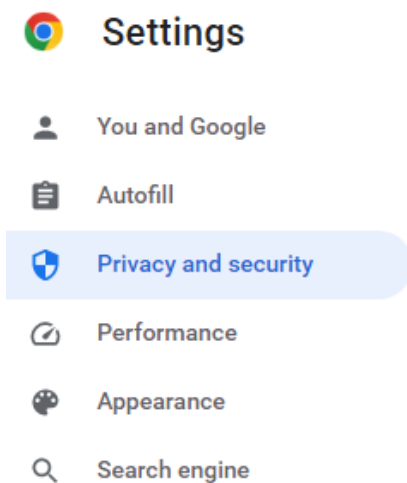 Settings
You and Google
Autofill
Privacy and security
Performance
Appearance
Search engine